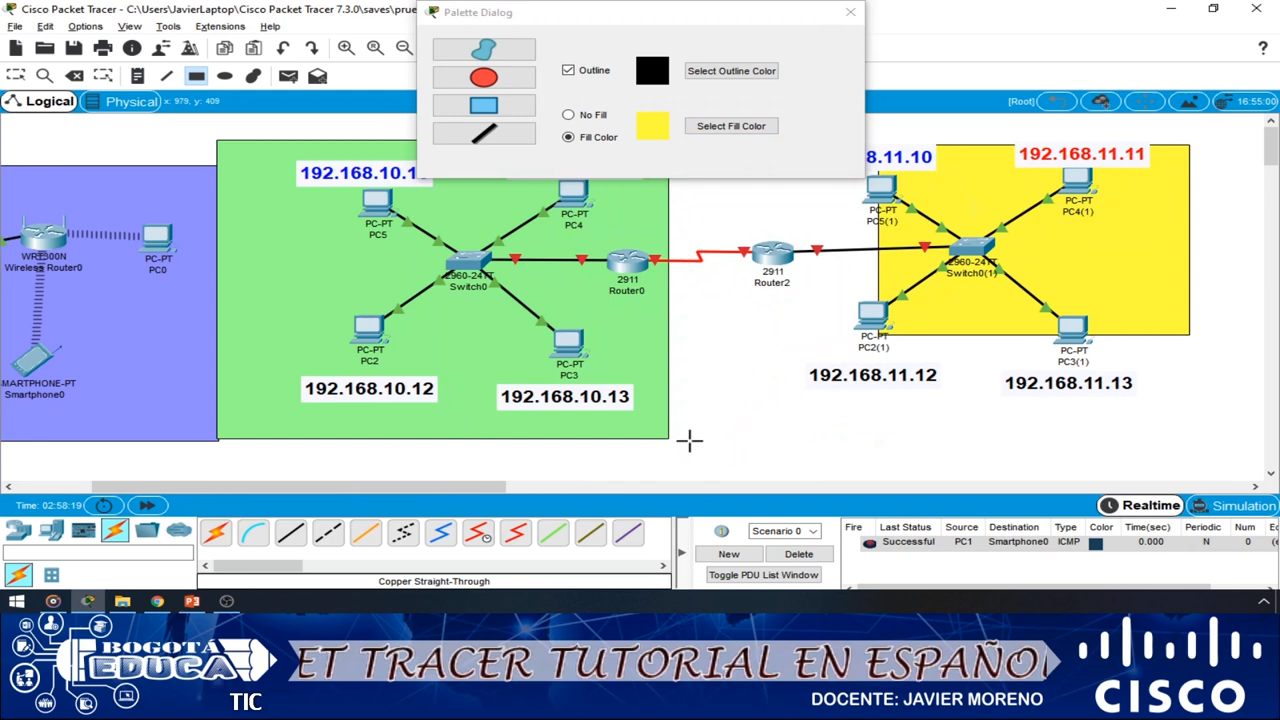 Cisco Packet Tracer - C:\Users\JavierLaptop\Cisco Packet Tracer 7.3.0\saves\prue
Palette Dialog
File Edit Options View Tools Extensions Help
Outline
Select Outline Color
No Fill
Fill Color
Select Fill Color
Logical
Physical
x: 979, y: 409
[Root]
16:55:00
192.168.10.1
8.11.10
192.168.11.11
PC-PT
PC5
PC-PT
PC4
PC-PT
PC5(1)
PC-PT
PC4(1)
WRT300N
Wireless Router0
PC-PT
PC0
2960-24TT
Switch0
2911
Router0
2911
Router2
2960-24TT
Switch0(1)
PC-PT
PC2
PC-PT
PC3
PC-PT
PC2(1)
PC-PT
PC3(1)
MARTPHONE-PT
Smartphone0
192.168.10.12
192.168.10.13
192.168.11.12
192.168.11.13
Time: 02:58:19
Realtime
Simulation
Scenario 0
New
Delete
Toggle PDU List Window
Fire Last Status Source Destination Type Color Time(sec) Periodic Num
Successful PC1 Smartphone0 ICMP 0.000 N 0
Copper Straight-Through
BOGOTÁ
EDUCA
TIC
ET TRACER TUTORIAL EN ESPAÑO
DOCENTE: JAVIER MORENO
CISCO